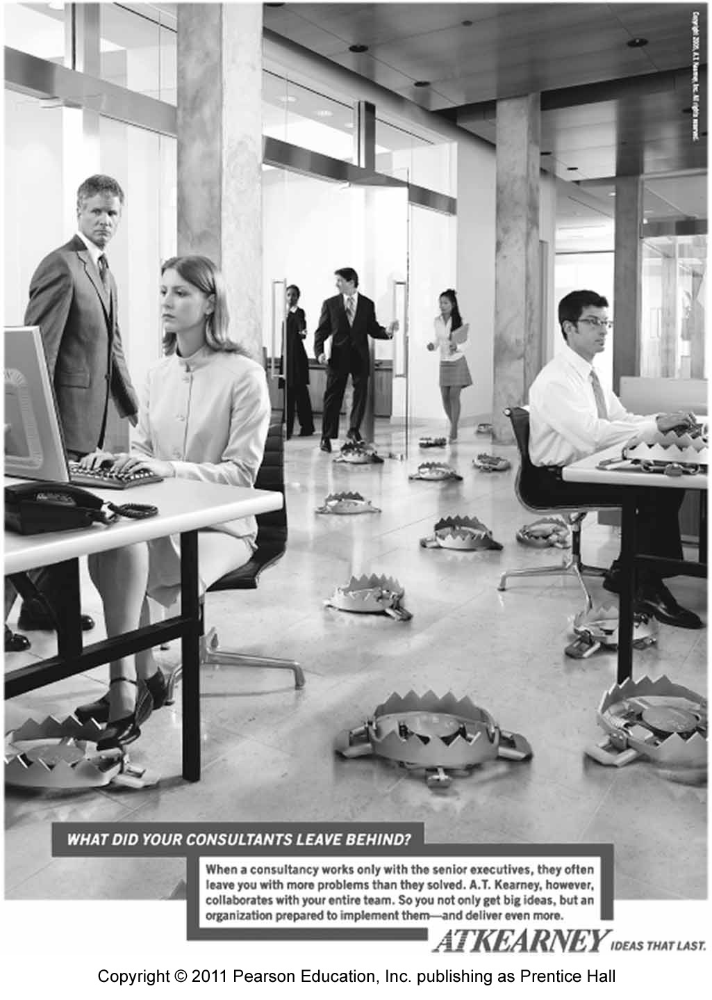 Copyright 2005, A.T. Kearney, Inc. All rights reserved.
WHAT DID YOUR CONSULTANTS LEAVE BEHIND?
When a consultancy works only with the senior executives, they often
leave you with more problems than they solved. A.T. Kearney, however,
collaborates with your entire team. So you not only get big ideas, but an
organization prepared to implement them—and deliver even more.
ATKEARNEY IDEAS THAT LAST.
Copyright © 2011 Pearson Education, Inc. publishing as Prentice Hall